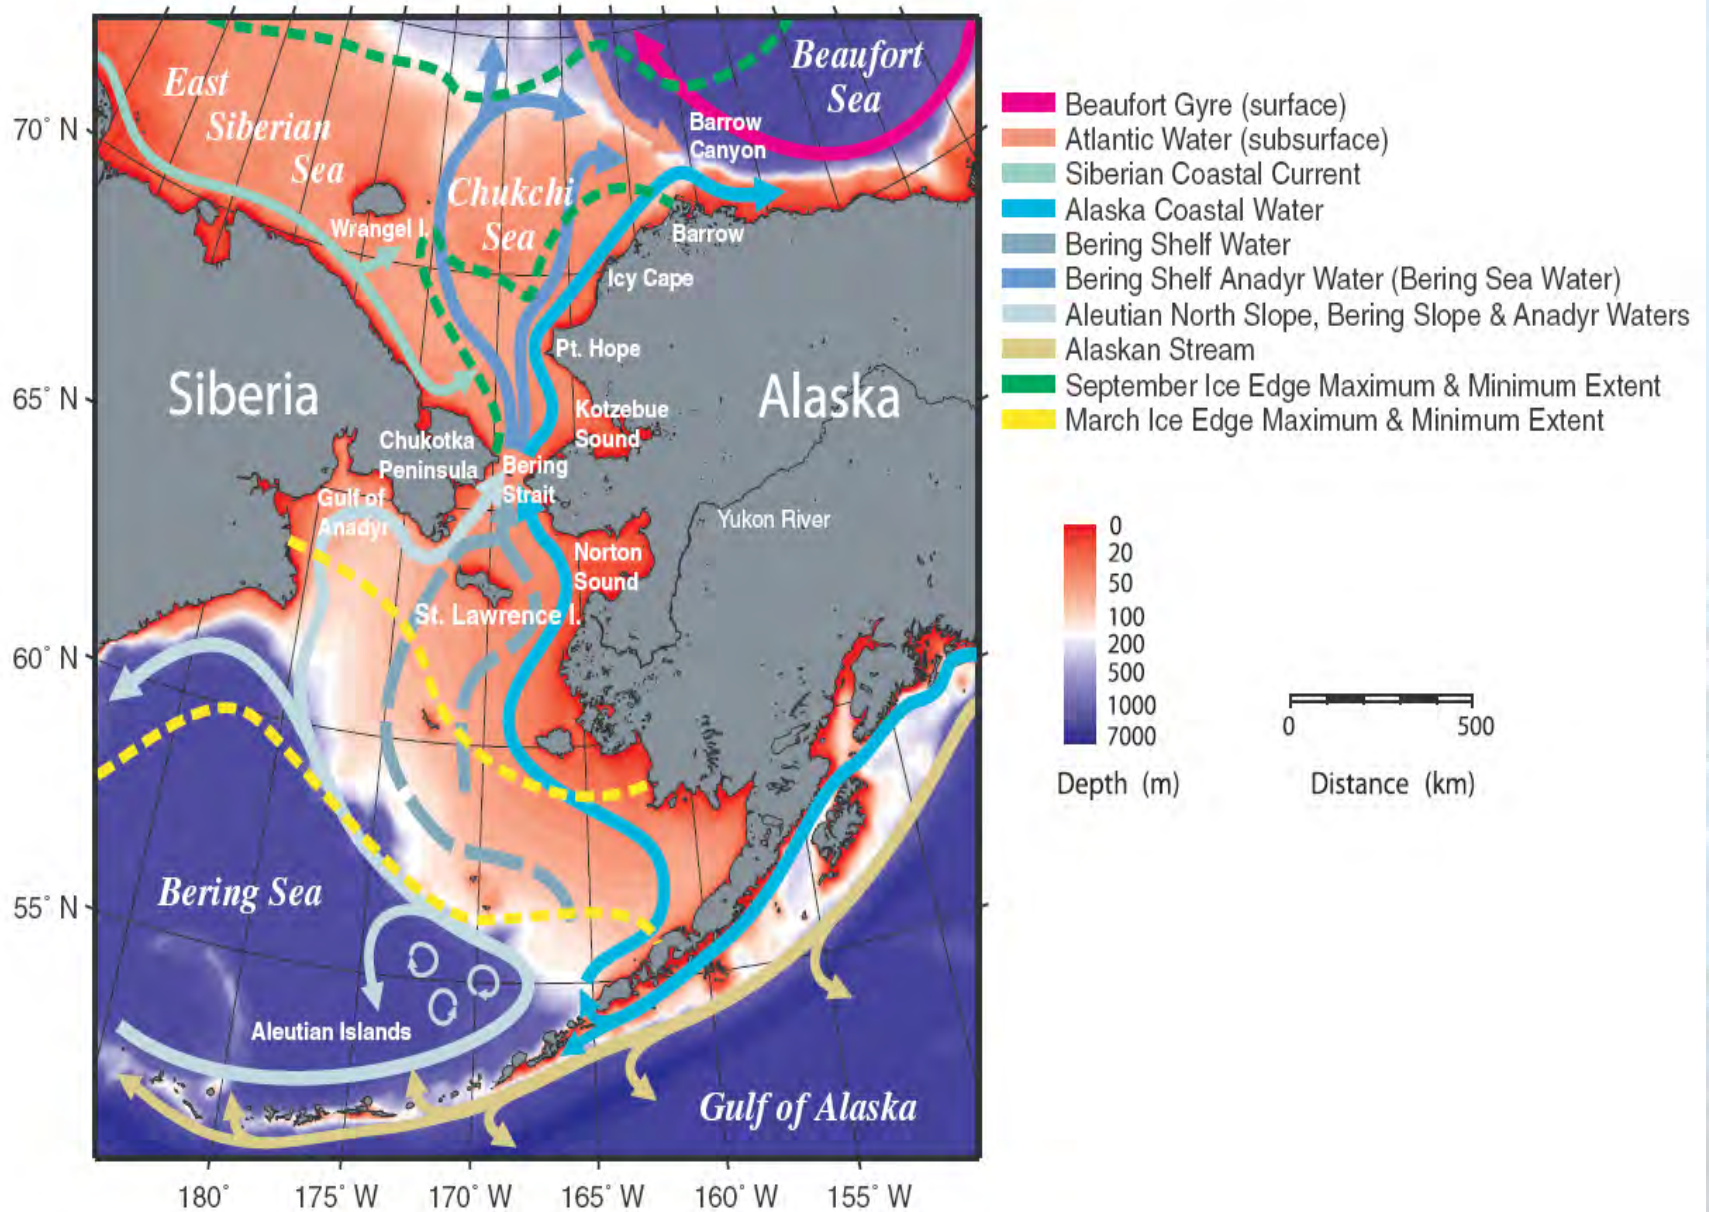 Beaufort
Sea
East
Siberian
Sea
Barrow
Canyon
Chukchi
Sea
Wrangel I.
Barrow
Icy Cape
Pt. Hope
Siberia
Alaska
Kotzebue
Sound
Chukotka
Peninsula
Bering
Strait
Gulf of
Anadyr
Yukon River
Norton
Sound
St. Lawrence I.
Bering Sea
Aleutian Islands
Gulf of Alaska
70° N
65° N
60° N
55° N
180°
175° W
170° W
165° W
160° W
155° W
Beaufort Gyre (surface)
Atlantic Water (subsurface)
Siberian Coastal Current
Alaska Coastal Water
Bering Shelf Water
Bering Shelf Anadyr Water (Bering Sea Water)
Aleutian North Slope, Bering Slope & Anadyr Waters
Alaskan Stream
September Ice Edge Maximum & Minimum Extent
March Ice Edge Maximum & Minimum Extent
0
20
50
100
200
500
1000
7000
Depth (m)
0 500
Distance (km)